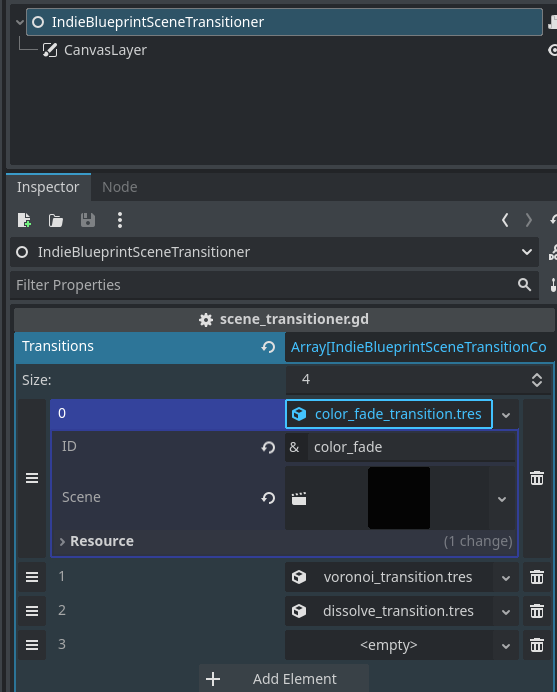 IndieBlueprintSceneTransitioner
CanvasLayer
Inspector Node
IndieBlueprintSceneTransitioner
Filter Properties
scene_transitioner.gd
Transitions Array[IndieBlueprintSceneTransitionCo
Size: 4
0 color_fade_transition.tres
ID & color_fade
Scene
Resource (1 change)
1 voronoi_transition.tres
2 dissolve_transition.tres
3 <empty>
Add Element